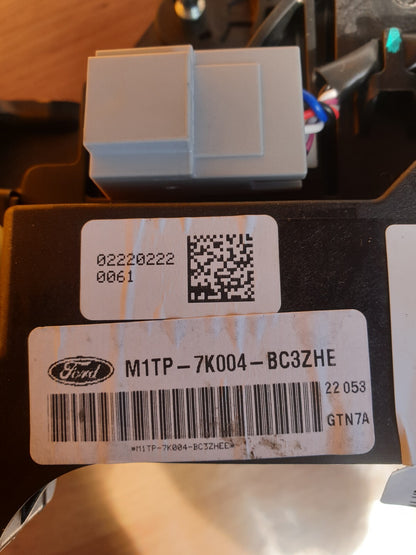 02220222
0061
Ford M1TP-7K004-BC3ZHE
22 053
GTN7A
*M1TP-7K004-BC3ZHEE*